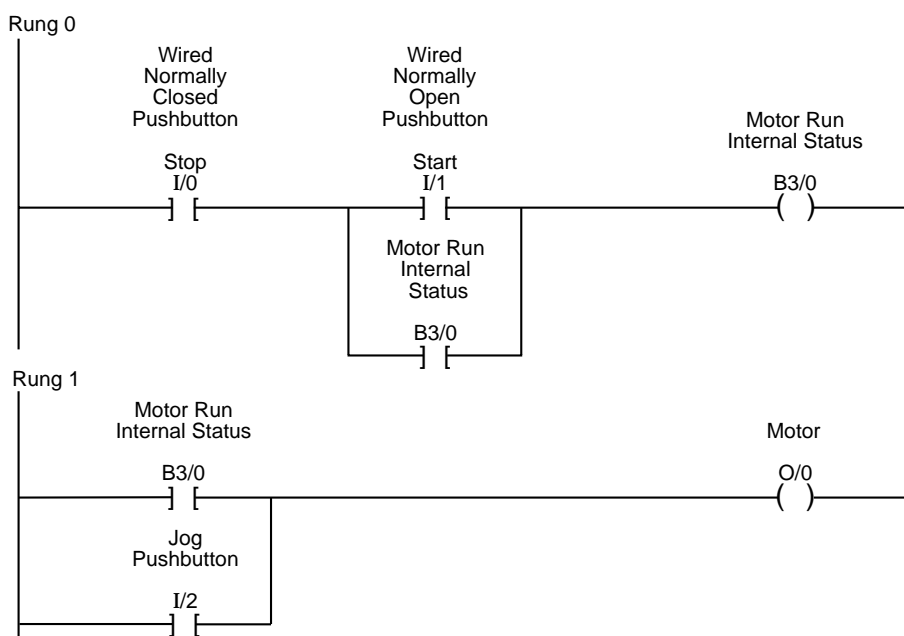 Rung 0
Wired
Normally
Closed
Pushbutton
Stop
I/0
Wired
Normally
Open
Pushbutton
Start
I/1
Motor Run
Internal Status
B3/0
Motor Run
Internal
Status
B3/0
Rung 1
Motor Run
Internal Status
B3/0
Motor
O/0
Jog
Pushbutton
I/2